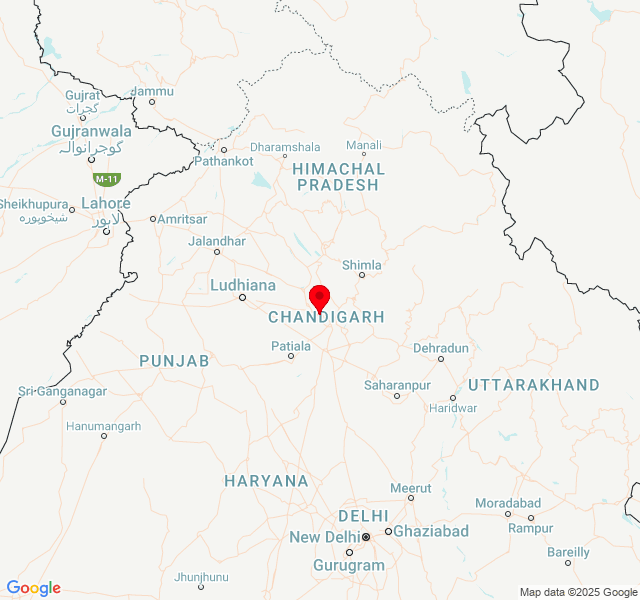 Jammu
Gujrat
گجرات
Gujranwala
گوجرانوالہ
M-11
Pathankot
Dharamshala
Manali
HIMACHAL
PRADESH
Sheikhupura
شیخوپورہ
Lahore
لاہور
Amritsar
Jalandhar
Shimla
Ludhiana
CHANDIGARH
Patiala
PUNJAB
Dehradun
Saharanpur
UTTARAKHAND
Haridwar
Sri Ganganagar
Hanumangarh
HARYANA
Meerut
Moradabad
Rampur
DELHI
New Delhi
Ghaziabad
Gurugram
Bareilly
Jhunjhunu
Google
Map data ©2025 Google